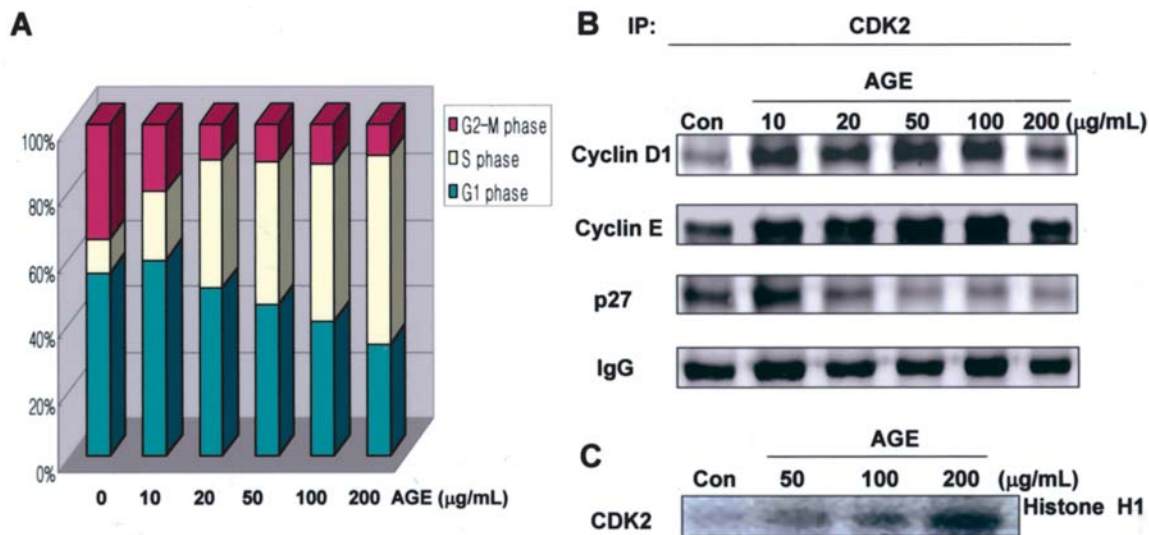 A
100%
80%
60%
40%
20%
0%
G2-M phase
S phase
G1 phase
0 10 20 50 100 200 AGE (µg/mL)
B IP: CDK2
AGE
Con 10 20 50 100 200 (µg/mL)
Cyclin D1
Cyclin E
p27
IgG
C AGE
Con 50 100 200 (µg/mL)
CDK2 Histone H1